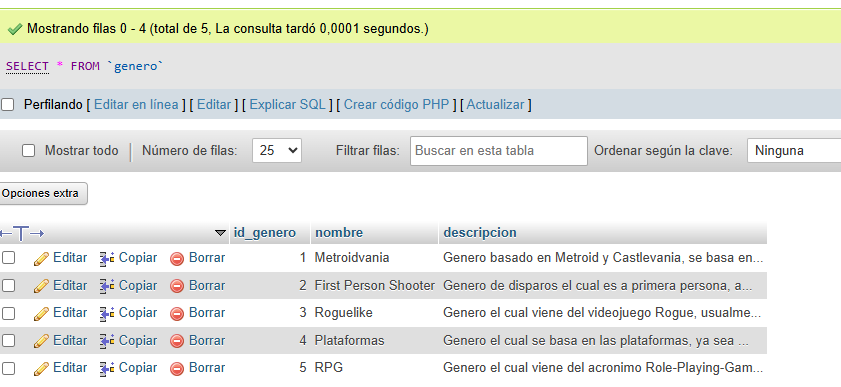 Mostrando filas 0 - 4 (total de 5, La consulta tardó 0,0001 segundos.)
SELECT * FROM `genero`
Perfilando [ Editar en línea ] [ Editar ] [ Explicar SQL ] [ Crear código PHP ] [ Actualizar ]
Mostrar todo | Número de filas: 25 Filtrar filas: Buscar en esta tabla Ordenar según la clave: Ninguna
Opciones extra
id_genero nombre descripcion
Editar Copiar Borrar 1 Metroidvania Genero basado en Metroid y Castlevania, se basa en...
Editar Copiar Borrar 2 First Person Shooter Genero de disparos el cual es a primera persona, a...
Editar Copiar Borrar 3 Roguelike Genero el cual viene del videojuego Rogue, usualme...
Editar Copiar Borrar 4 Plataformas Genero el cual se basa en las plataformas, ya sea ...
Editar Copiar Borrar 5 RPG Genero el cual viene del acronimo Role-Playing-Gam...